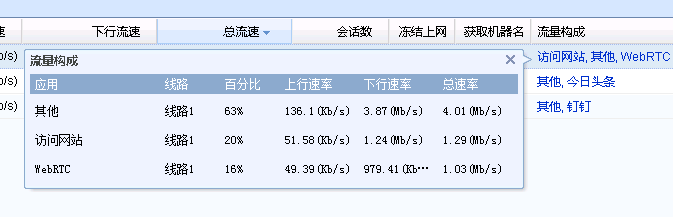 速 下行流速 总流速 会话数 冻结上网 获取机器名 流量构成
b/s) 访问网站, 其他, WebRTC
流量构成
应用 线路 百分比 上行速率 下行速率 总速率
b/s) 其他, 今日头条
其他 线路1 63% 136.1(Kb/s) 3.87(Mb/s) 4.01(Mb/s)
b/s) 其他, 钉钉
访问网站 线路1 20% 51.58(Kb/s) 1.24(Mb/s) 1.29(Mb/s)
WebRTC 线路1 16% 49.39(Kb/s) 979.41(Kb… 1.03(Mb/s)